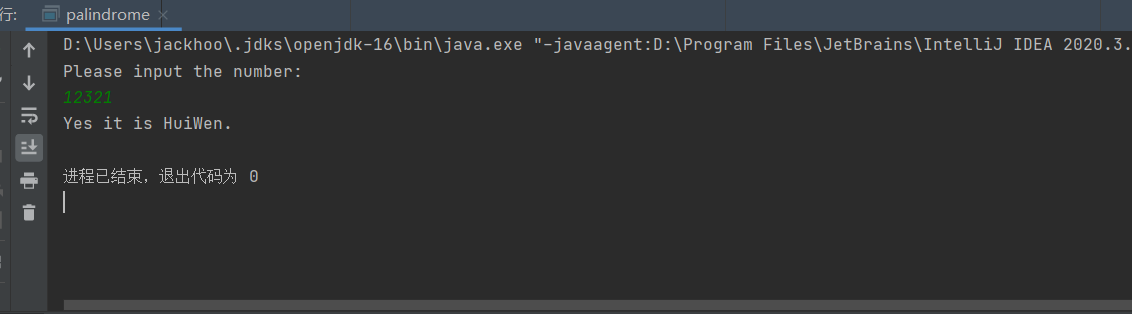 行: palindrome
D:\Users\jackhoo\.jdks\openjdk-16\bin\java.exe "-javaagent:D:\Program Files\JetBrains\IntelliJ IDEA 2020.3.
Please input the number:
12321
Yes it is HuiWen.
进程已结束，退出代码为 0